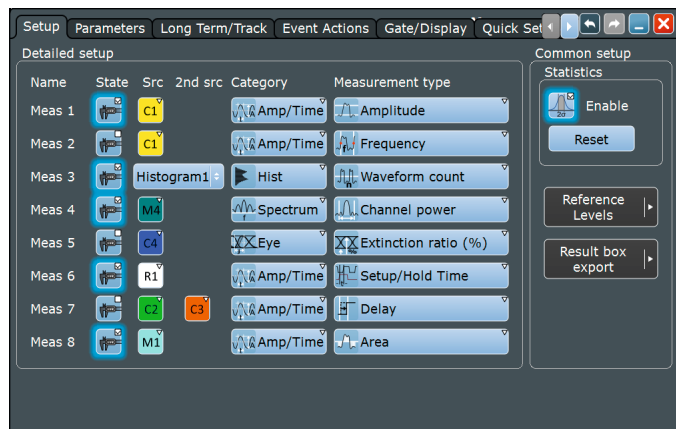 Setup Parameters Long Term/Track Event Actions Gate/Display Quick Set
Detailed setup
Common setup
Name State Src 2nd src Category Measurement type
Statistics
Meas 1 C1 Amp/Time Amplitude
2σ Enable
Meas 2 C1 Amp/Time Frequency
Reset
Meas 3 Histogram1 Hist Waveform count
Meas 4 M4 Spectrum Channel power
Reference
Levels
Meas 5 C4 Eye Extinction ratio (%)
Result box
export
Meas 6 R1 Amp/Time Setup/Hold Time
Meas 7 C2 C3 Amp/Time Delay
Meas 8 M1 Amp/Time Area